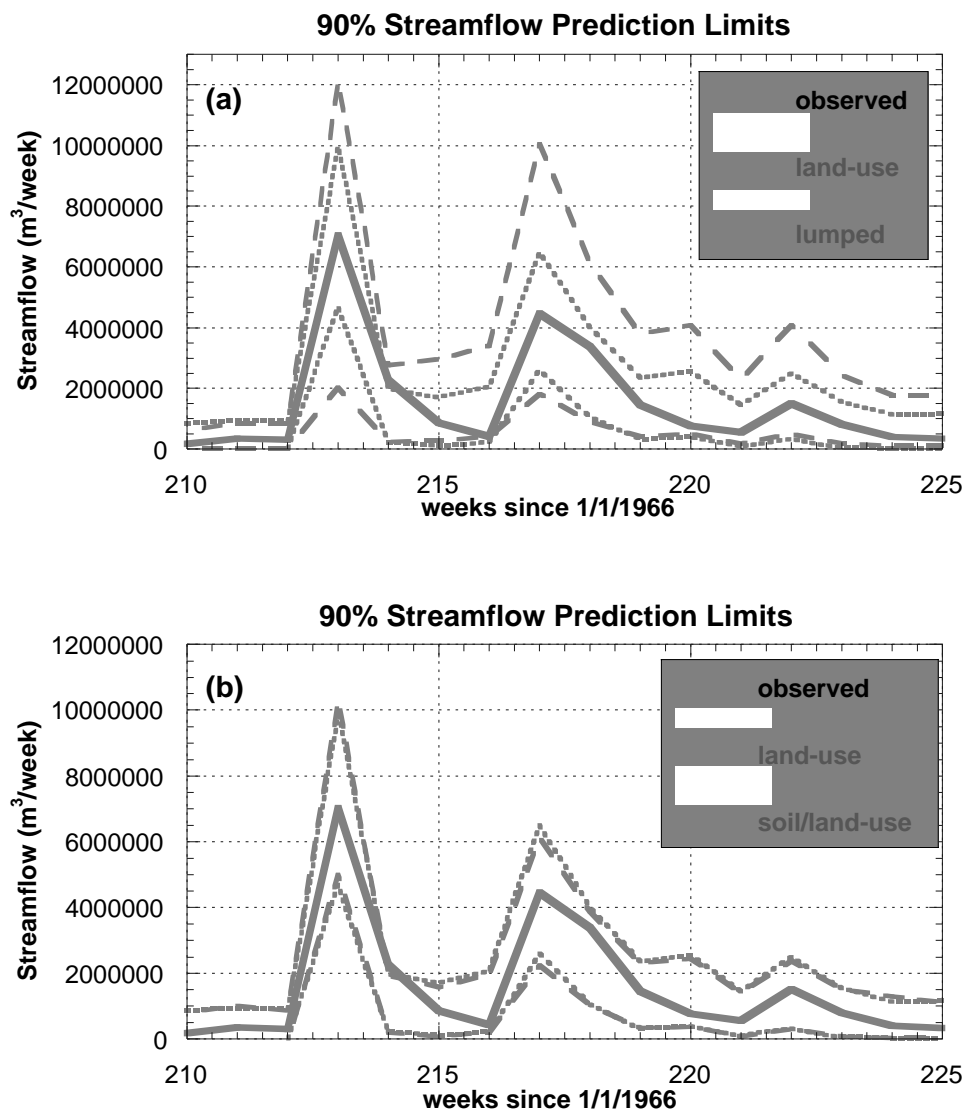 90% Streamflow Prediction Limits
(a)
observed
land-use
lumped
Streamflow (m³/week)
12000000
10000000
8000000
6000000
4000000
2000000
0
210
215
220
225
weeks since 1/1/1966
90% Streamflow Prediction Limits
(b)
observed
land-use
soil/land-use
Streamflow (m³/week)
12000000
10000000
8000000
6000000
4000000
2000000
0
210
215
220
225
weeks since 1/1/1966